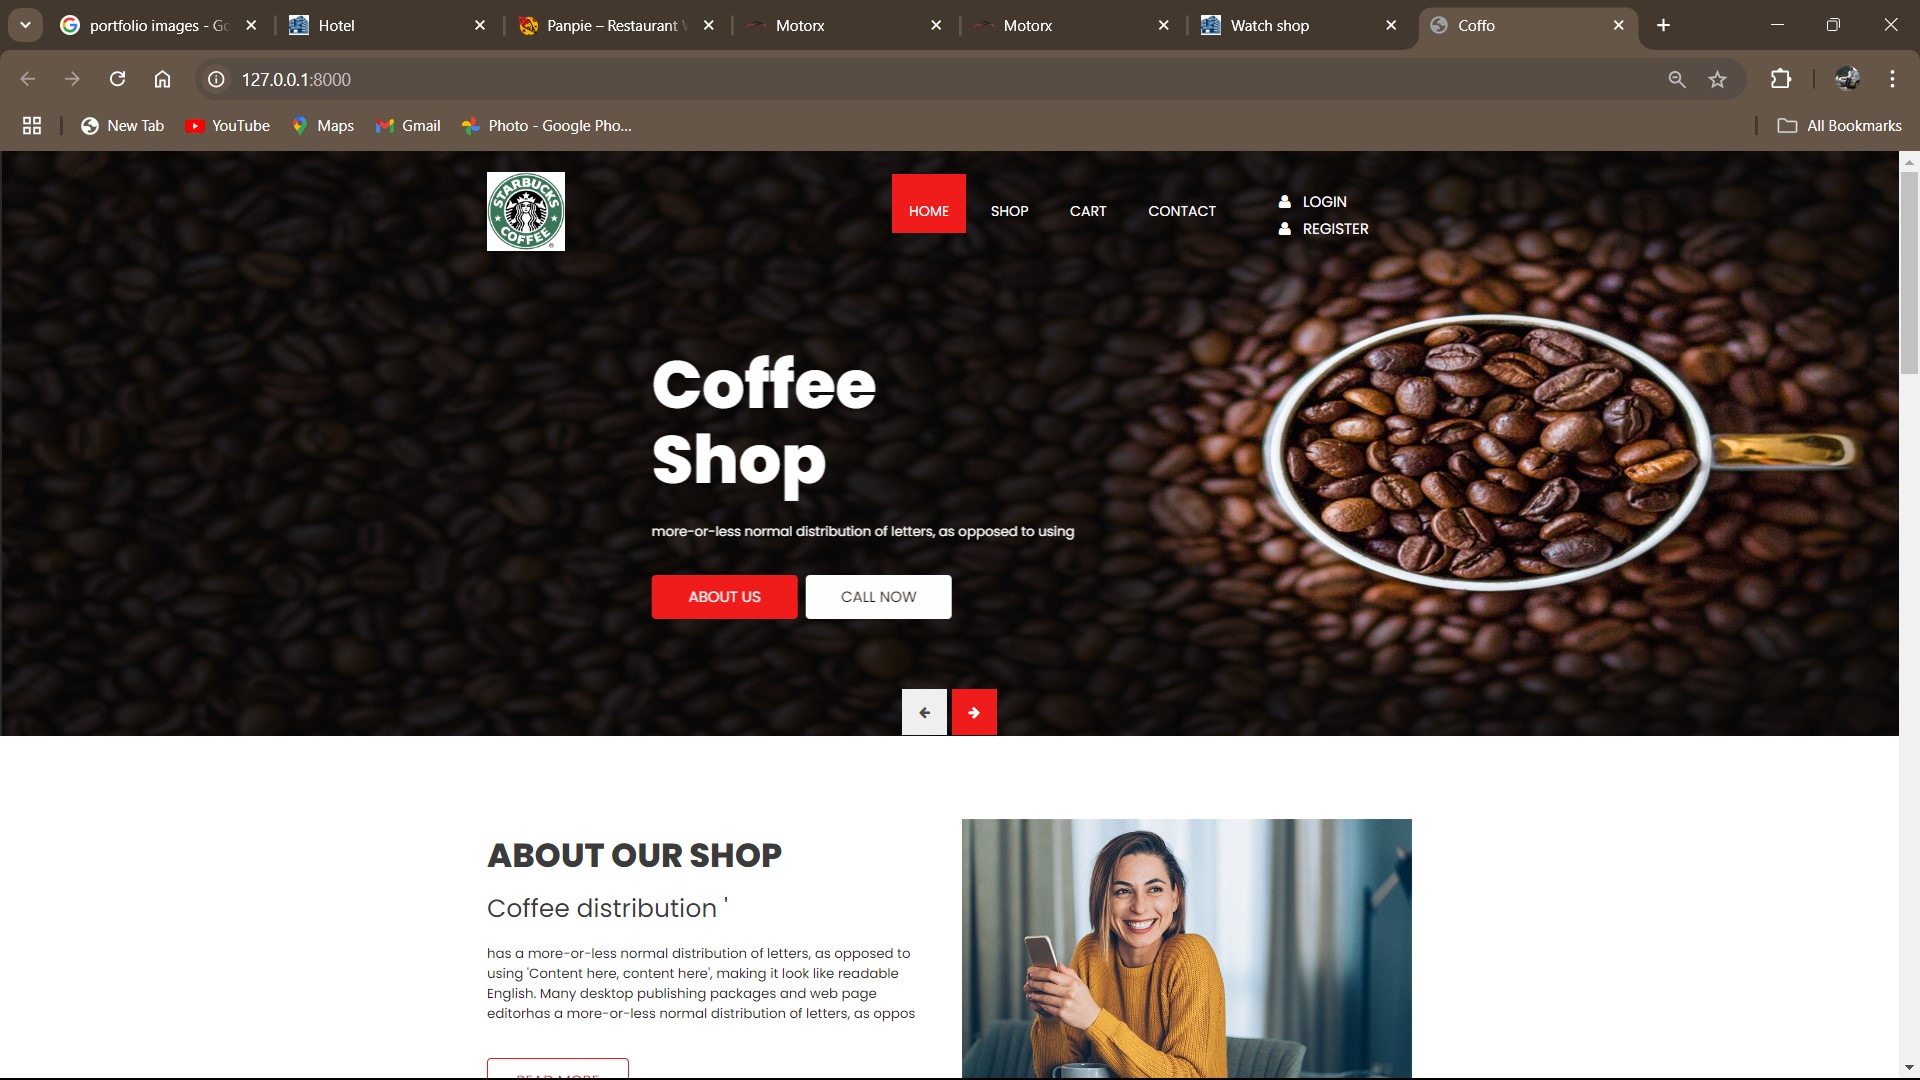 portfolio images - Go
Hotel
Panpie – Restaurant
Motorx
Motorx
Watch shop
Coffo
127.0.0.1:8000
New Tab
YouTube
Maps
Gmail
Photo - Google Pho...
All Bookmarks
STARBUCKS
COFFEE
®
HOME
SHOP
CART
CONTACT
LOGIN
REGISTER
Coffee
Shop
more-or-less normal distribution of letters, as opposed to using
ABOUT US
CALL NOW
ABOUT OUR SHOP
Coffee distribution '
has a more-or-less normal distribution of letters, as opposed to
using 'Content here, content here', making it look like readable
English. Many desktop publishing packages and web page
editorhas a more-or-less normal distribution of letters, as oppos
READ MORE